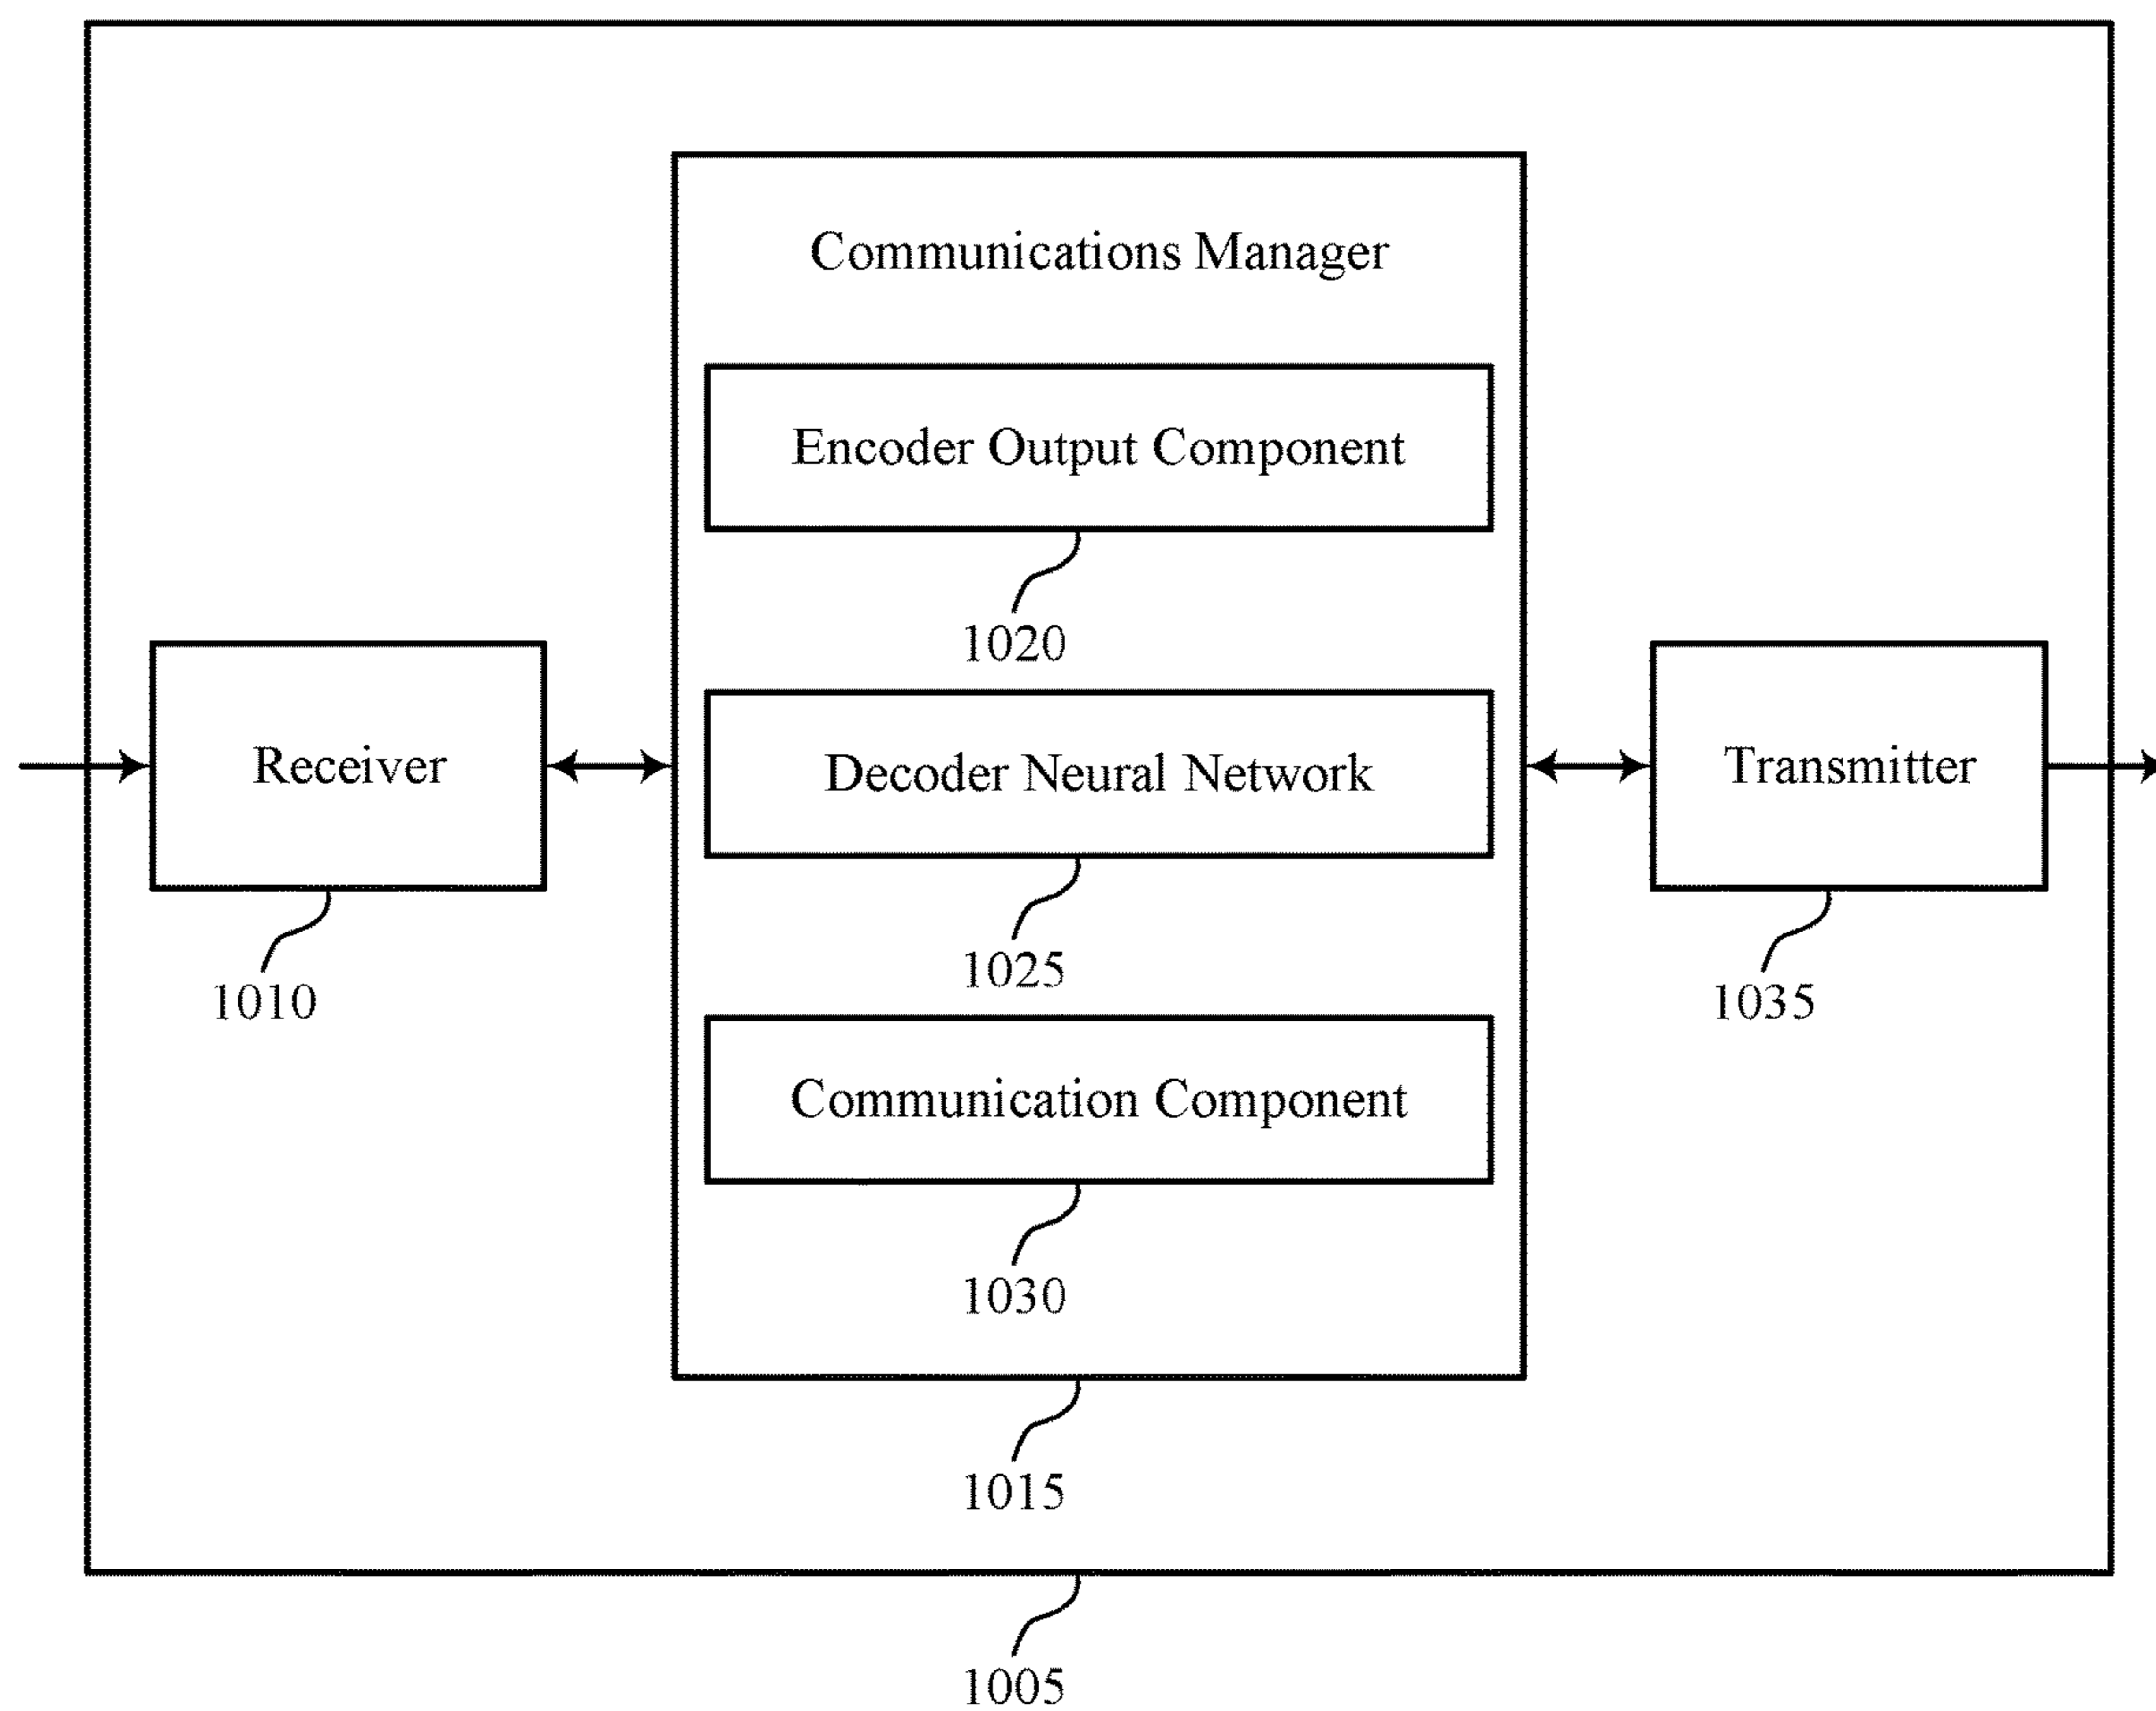 Communications Manager
Encoder Output Component
1020
Receiver
1010
Decoder Neural Network
1025
Transmitter
1035
Communication Component
1030
1015
1005